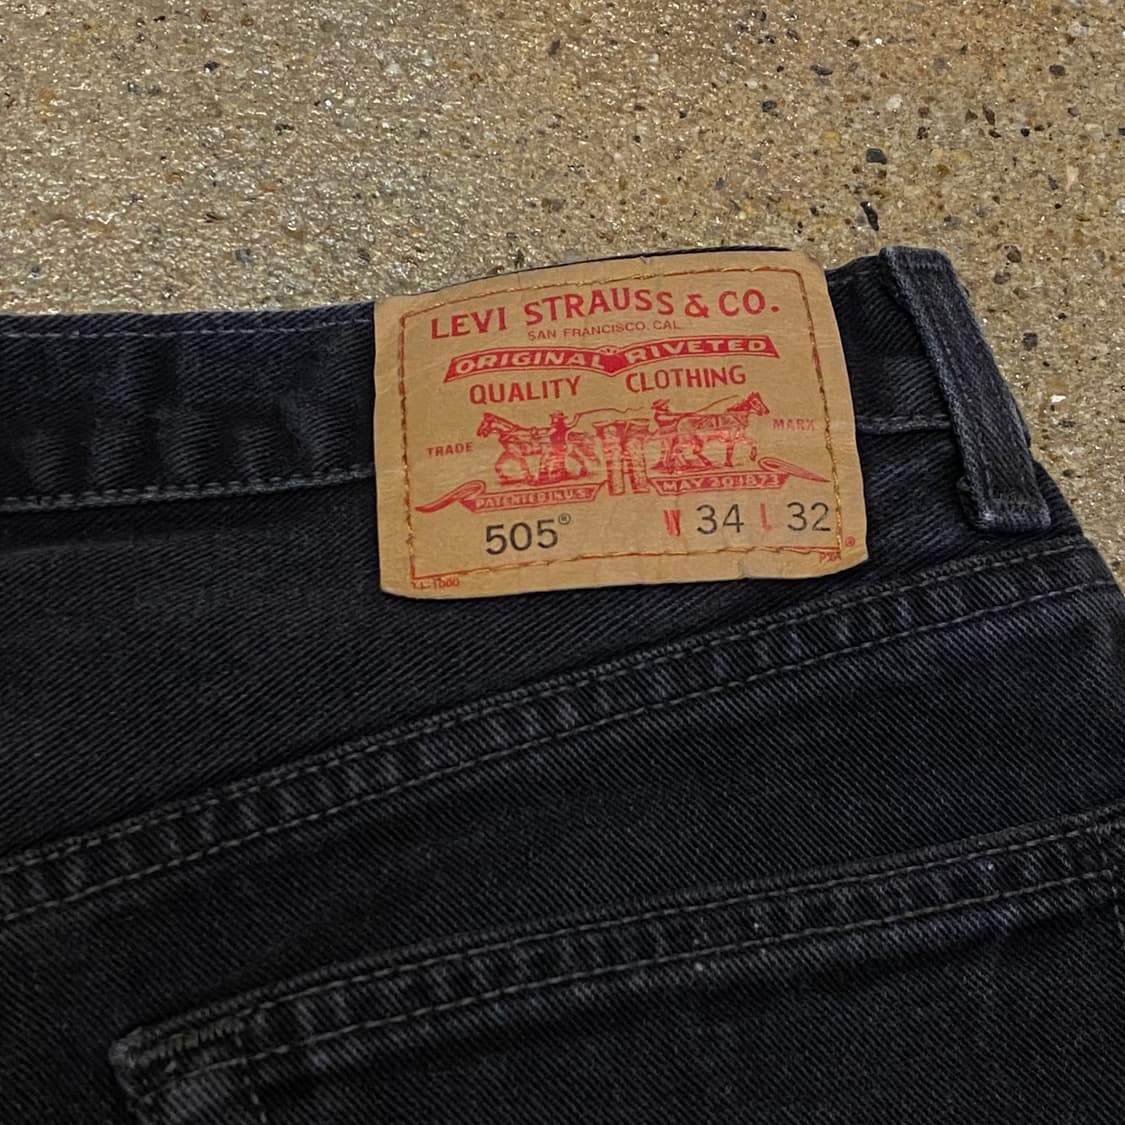 LEVI STRAUSS & CO.
SAN FRANCISCO, CAL.
ORIGINAL RIVETED
QUALITY CLOTHING
TRADE MARK
PATENTED IN U.S. MAY 20 1873
505® W 34 L 32